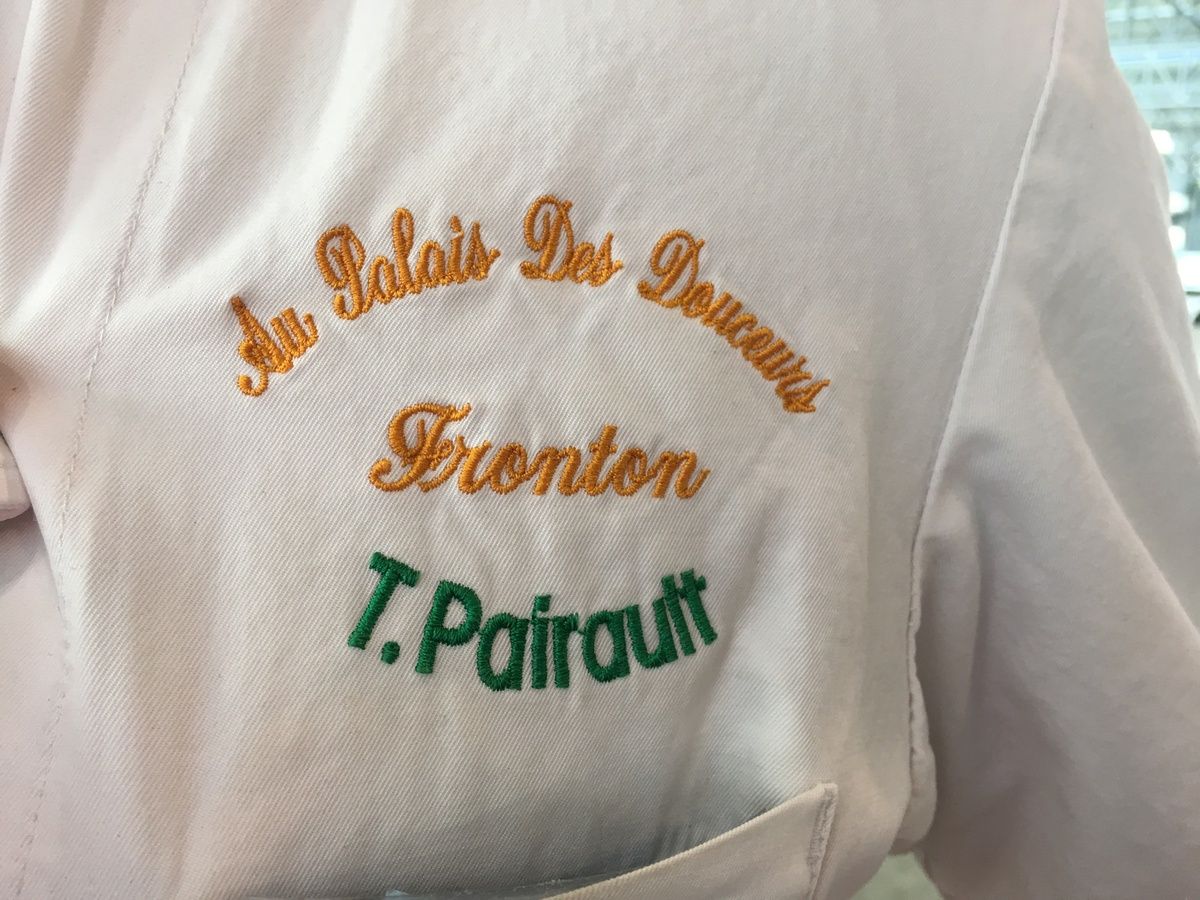 Au Palais Des Douceurs
Fronton
T. Pairault